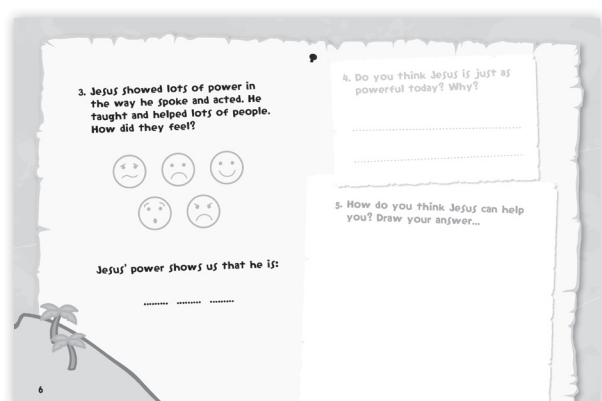 3. Jesus showed lots of power in
the way he spoke and acted. He
taught and helped lots of people.
How did they feel?
Jesus' power shows us that he is:
......... ......... .........
6
?
4. Do you think Jesus is just as
powerful today? Why?
5. How do you think Jesus can help
you? Draw your answer...